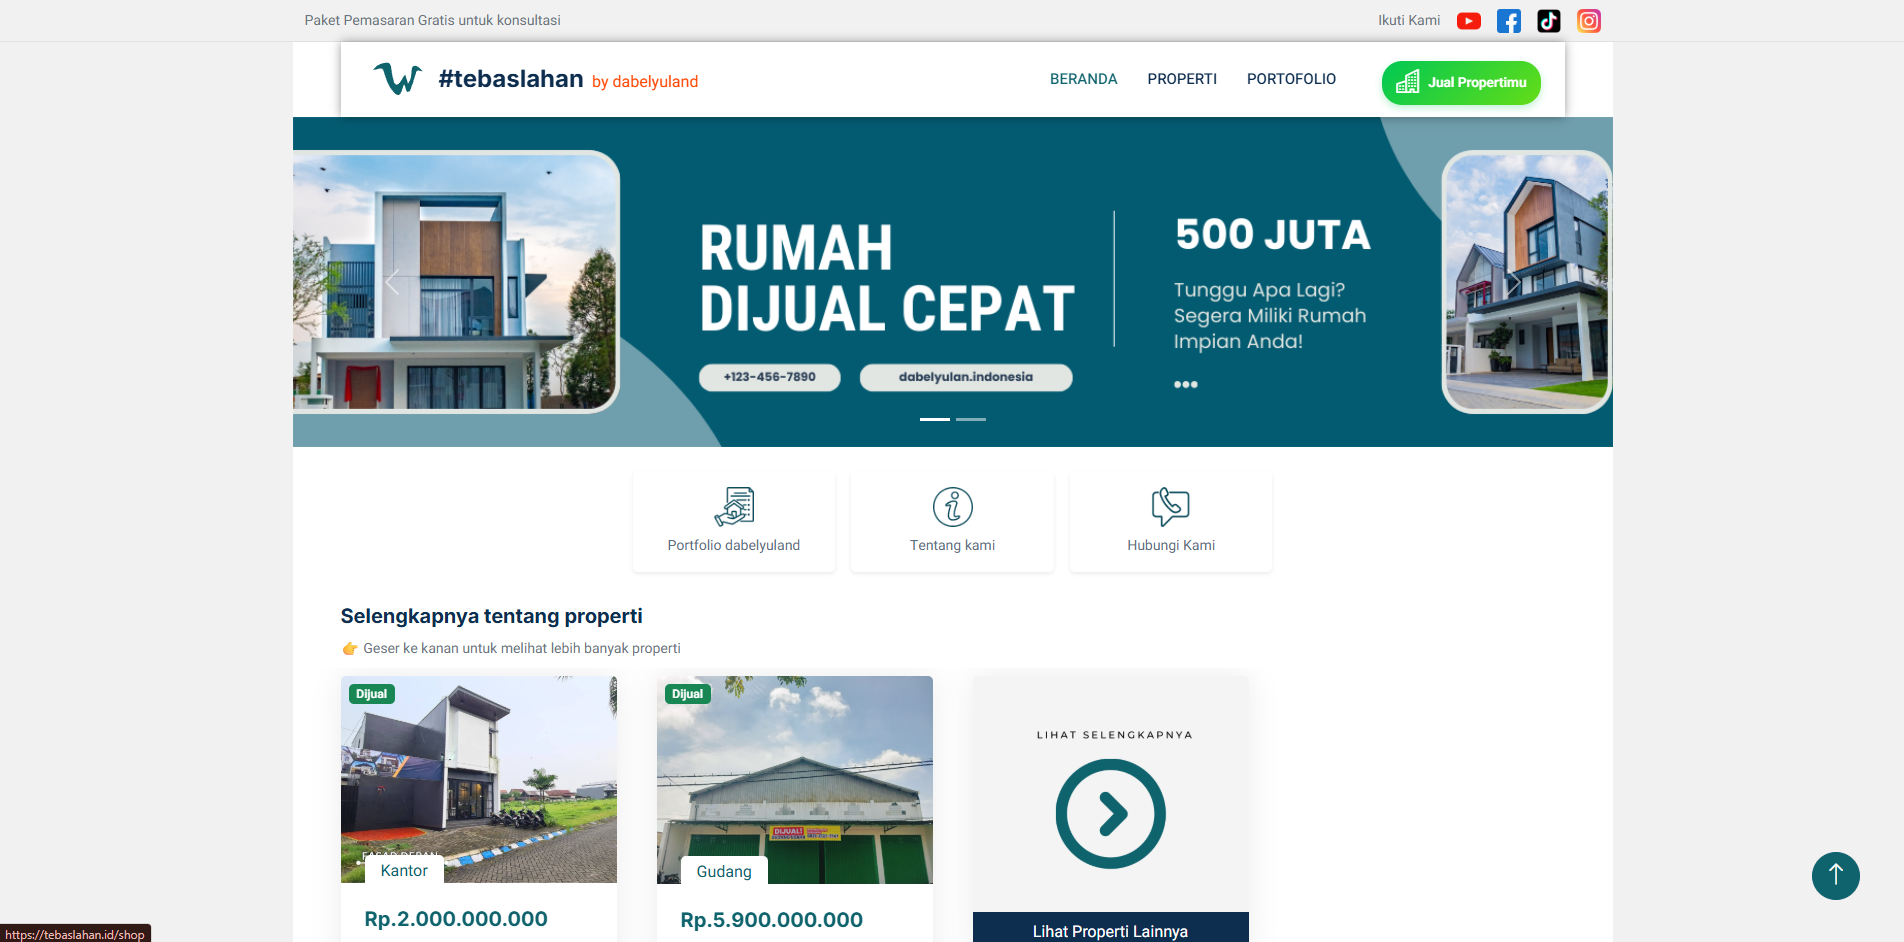 Paket Pemasaran Gratis untuk konsultasi
Ikuti Kami
#tebaslahan by dabelyuland
BERANDA
PROPERTI
PORTOFOLIO
Jual Propertimu
RUMAH
DIJUAL CEPAT
+123-456-7890
dabelyulan.indonesia
500 JUTA
Tunggu Apa Lagi?
Segera Miliki Rumah
Impian Anda!
Portfolio dabelyuland
Tentang kami
Hubungi Kami
Selengkapnya tentang properti
👉 Geser ke kanan untuk melihat lebih banyak properti
Dijual
Kantor
Rp.2.000.000.000
Dijual
DIJUAL!
Gudang
Rp.5.900.000.000
LIHAT SELENGKAPNYA
Lihat Properti Lainnya
https://tebaslahan.id/shop